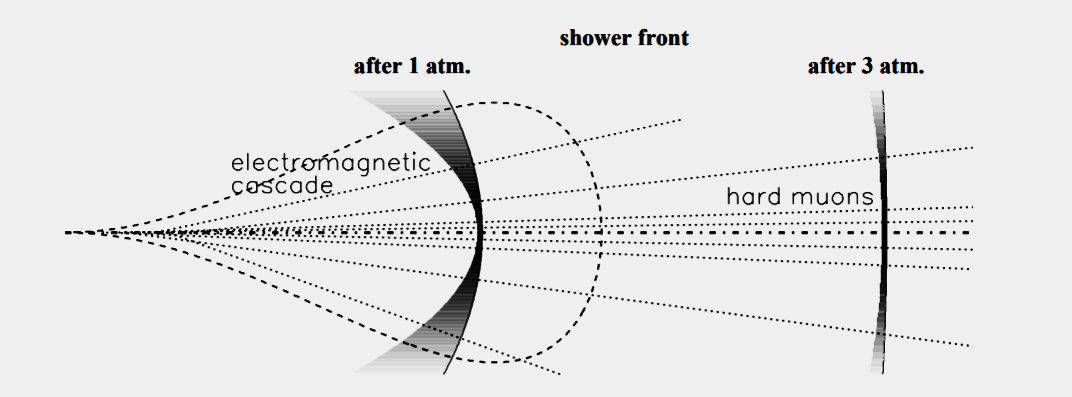 shower front
after 1 atm.
after 3 atm.
electromagnetic
cascade
hard muons